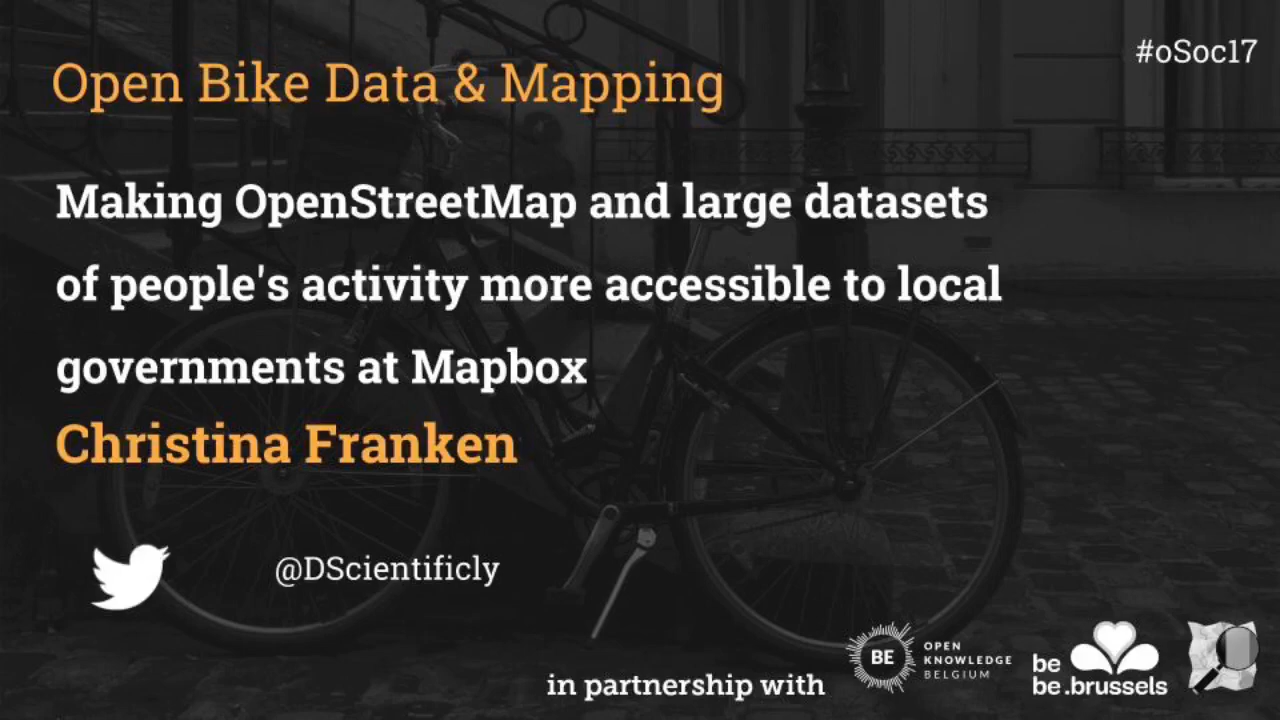 #oSoc17
Open Bike Data & Mapping
Making OpenStreetMap and large datasets
of people's activity more accessible to local
governments at Mapbox
Christina Franken
@DScientificly
in partnership with
BE
OPEN
KNOWLEDGE
BELGIUM
be
be.brussels